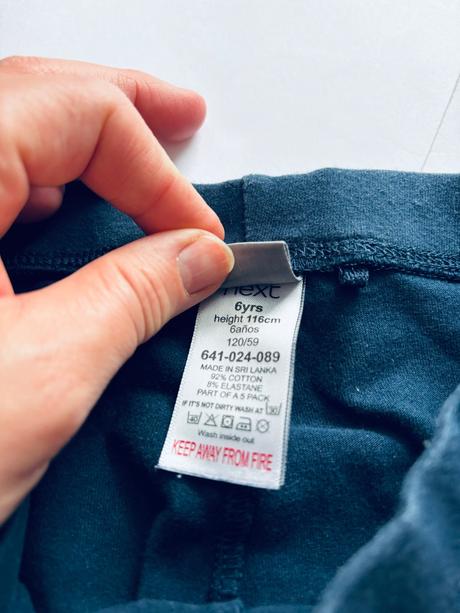 next
6yrs
height 116cm
6años
120/59
641-024-089
MADE IN SRI LANKA
92% COTTON
8% ELASTANE
PART OF A 5 PACK
IF IT'S NOT DIRTY WASH AT 30
40
Wash inside out
KEEP AWAY FROM FIRE